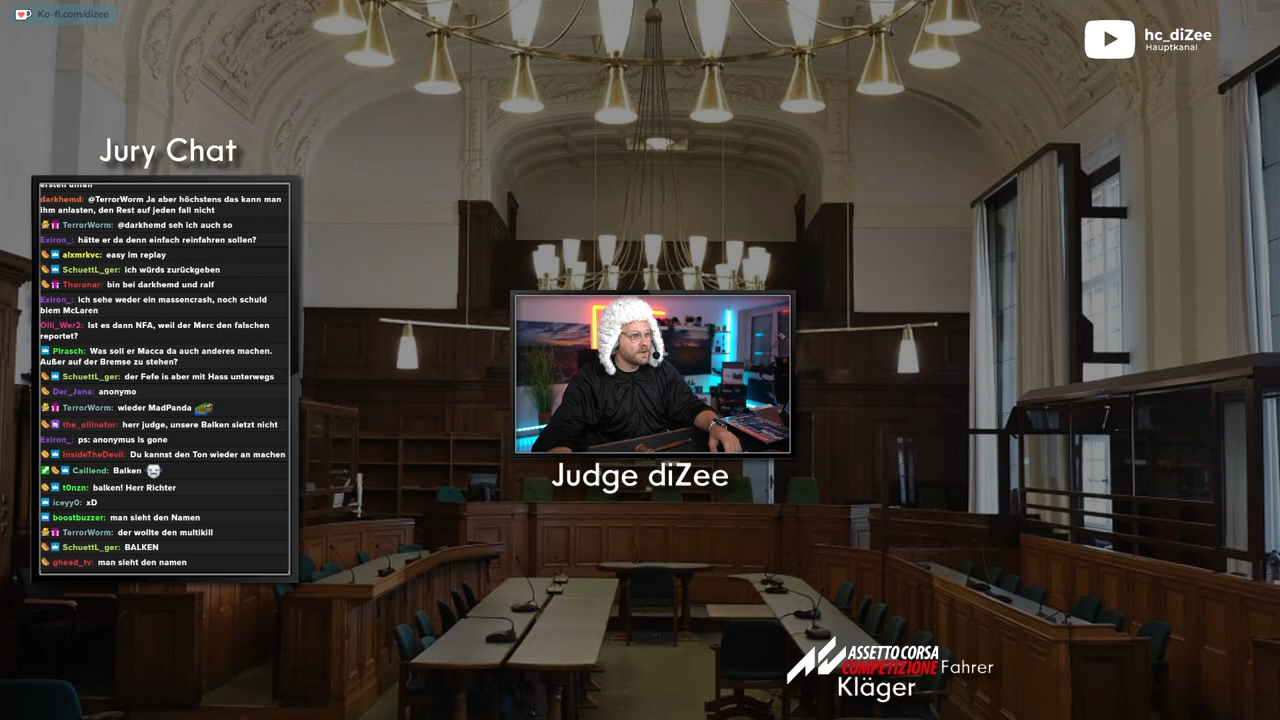 Ko-fi.com/dizee
hc_diZee
Hauptkanal
Jury Chat
ersten unfall
darkhemd: @TerrorWorm Ja aber höchstens das kann man
ihm anlasten, den Rest auf jeden fall nicht
TerrorWorm: @darkhemd seh ich auch so
Exiron_: hätte er da denn einfach reinfahren sollen?
alxmrkvc: easy im replay
SchuettL_ger: ich würds zurückgeben
Thoronar: bin bei darkhemd und ralf
Exiron_: ich sehe weder ein massencrash, noch schuld
biem McLaren
Olli_Wer2: Ist es dann NFA, weil der Merc den falschen
reportet?
Pirasch: Was soll er Macca da auch anderes machen.
Außer auf der Bremse zu stehen?
SchuettL_ger: der Fefe is aber mit Hass unterwegs
Der_Jana: anonymo
TerrorWorm: wieder MadPanda
the_oliinator: herr judge, unsere Balken sietzt nicht
Exiron_: ps: anonymus is gone
InsideTheDevil: Du kannst den Ton wieder an machen
Caillend: Balken
t0nzn: balken! Herr Richter
iceyy0: xD
boostbuzzer: man sieht den Namen
TerrorWorm: der wollte den multikill
SchuettL_ger: BALKEN
ghead_tv: man sieht den namen
Judge diZee
ASSETTO CORSA
COMPETIZIONE Fahrer
Kläger